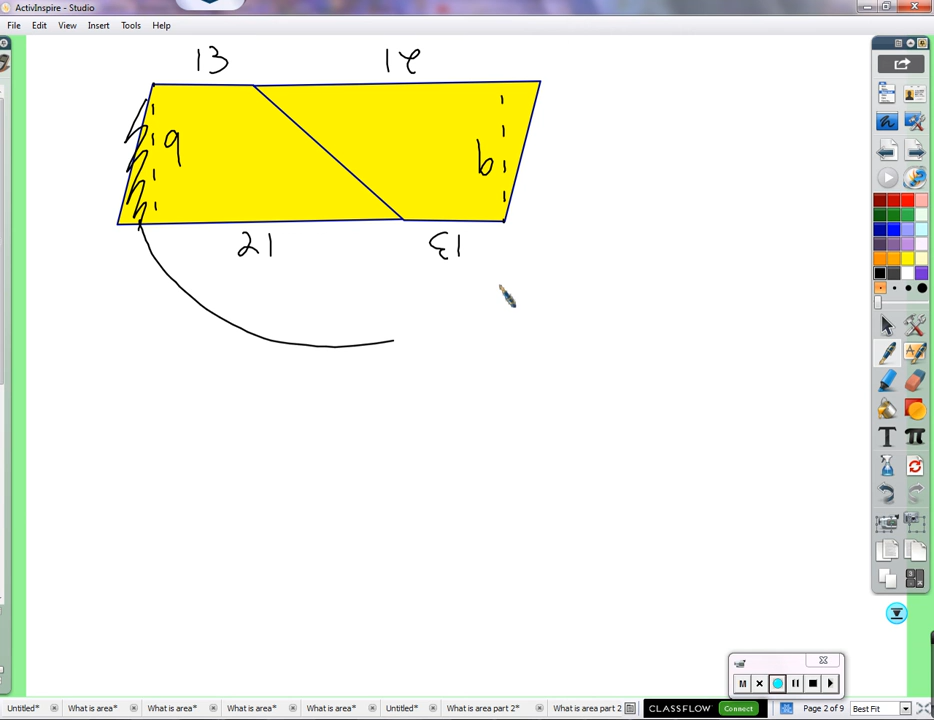 ActivInspire - Studio
File Edit View Insert Tools Help
13
9
21
13
M
Untitled* What is area* What is area* What is area* What is area* Untitled* What is area part 2* What is area part 2 CLASSFLOW Connect Page 2 of 9 Best Fit